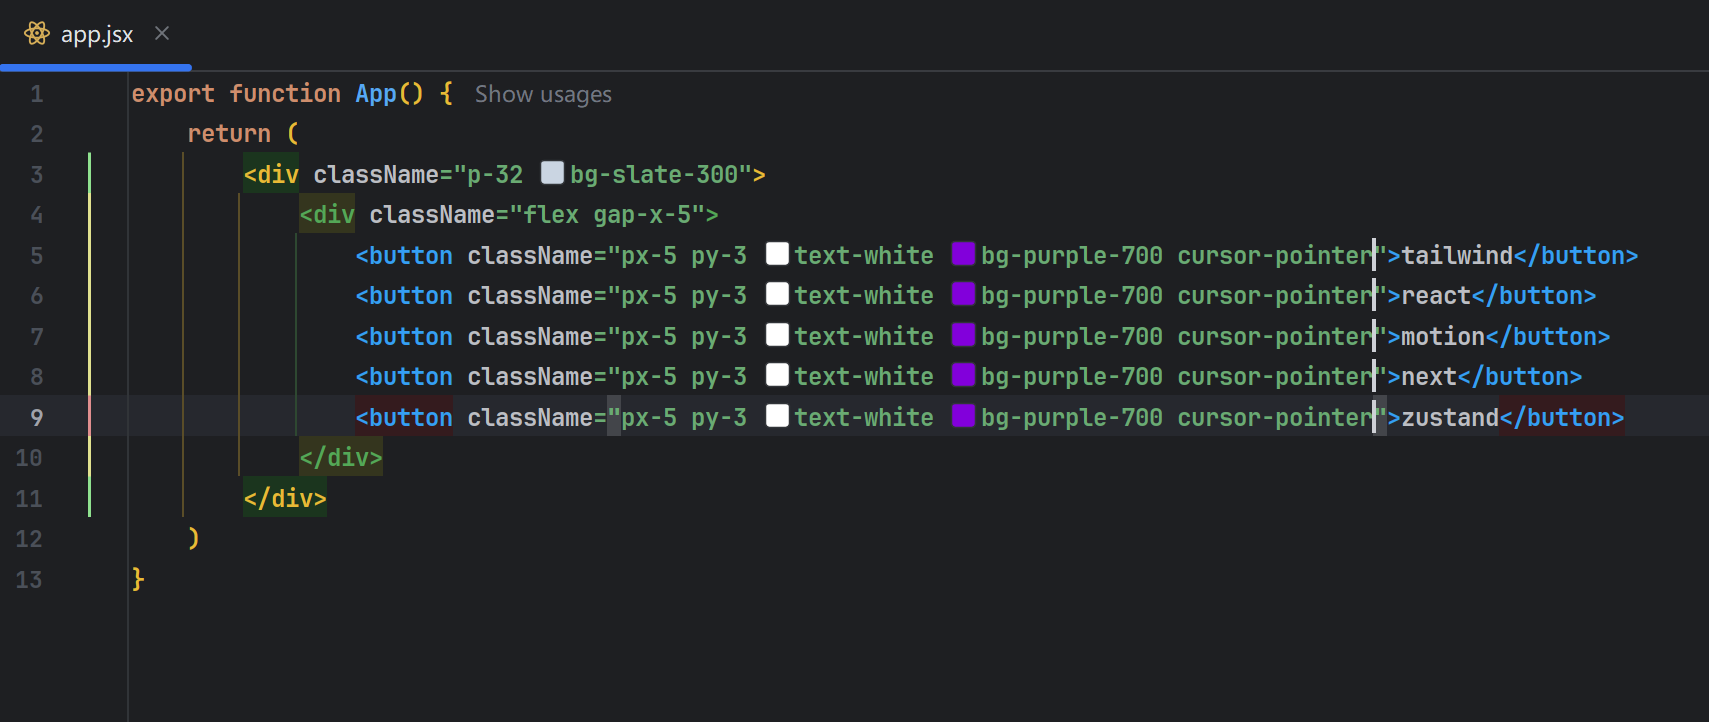 app.jsx
1 export function App() { Show usages
2 return (
3 <div className="p-32 bg-slate-300">
4 <div className="flex gap-x-5">
5 <button className="px-5 py-3 text-white bg-purple-700 cursor-pointer">tailwind</button>
6 <button className="px-5 py-3 text-white bg-purple-700 cursor-pointer">react</button>
7 <button className="px-5 py-3 text-white bg-purple-700 cursor-pointer">motion</button>
8 <button className="px-5 py-3 text-white bg-purple-700 cursor-pointer">next</button>
9 <button className="px-5 py-3 text-white bg-purple-700 cursor-pointer">zustand</button>
10 </div>
11 </div>
12 )
13 }